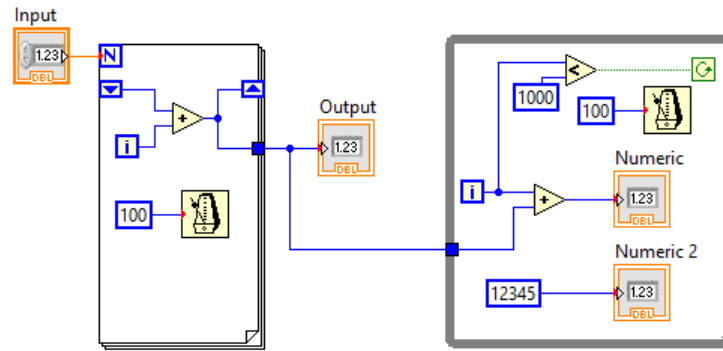 Input
1.23
DBL
N
+
i
100
Output
1.23
DBL
<
1000
100
i
+
Numeric
1.23
DBL
Numeric 2
12345
1.23
DBL